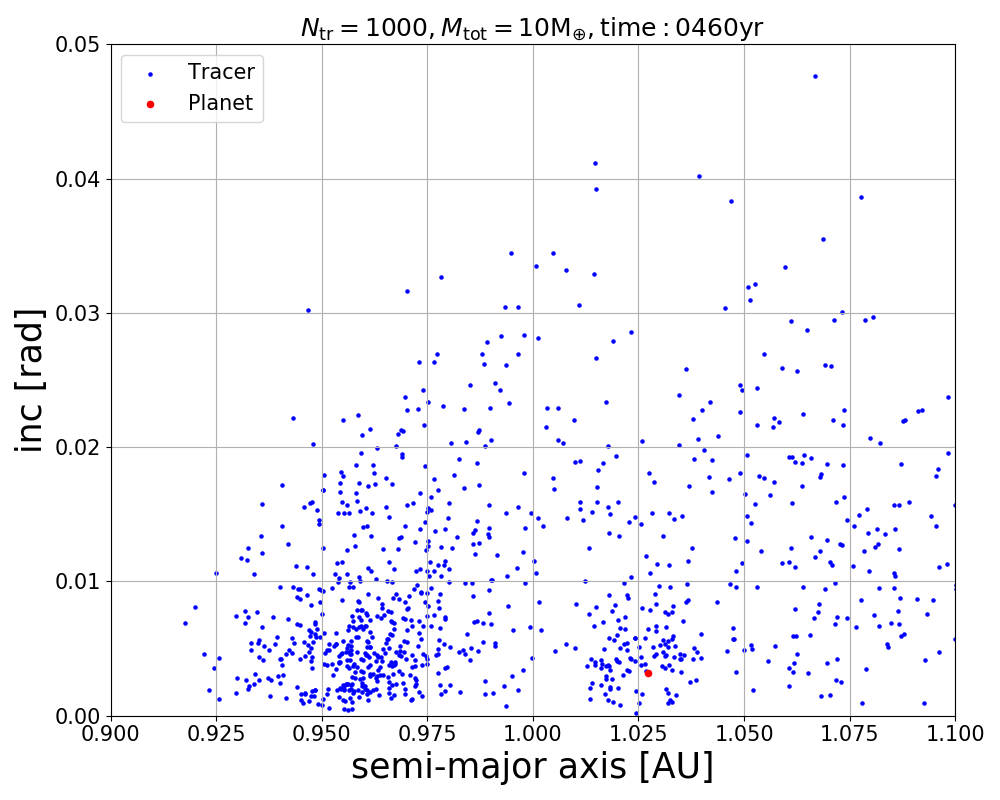 N_tr = 1000, M_tot = 10M_⊕, time : 0460yr
Tracer
Planet
inc [rad]
0.05
0.04
0.03
0.02
0.01
0.00
0.900 0.925 0.950 0.975 1.000 1.025 1.050 1.075 1.100
semi-major axis [AU]